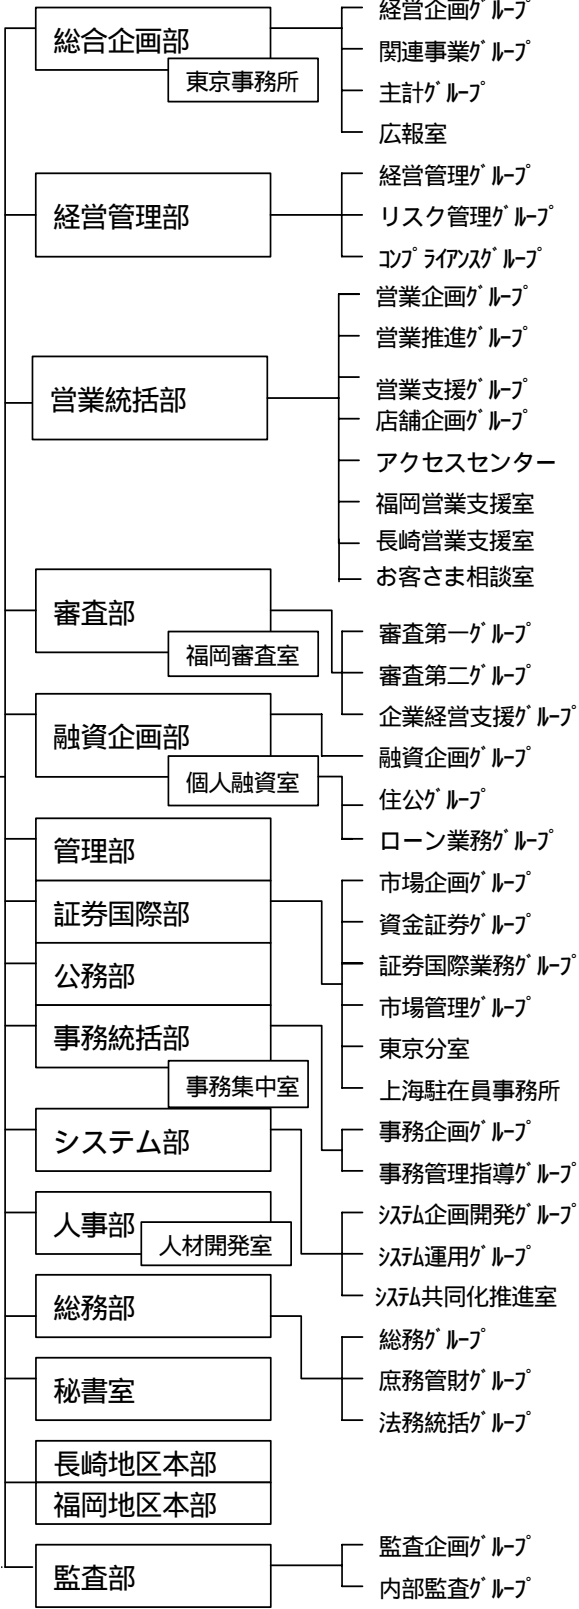 総合企画部
東京事務所
経営企画グループ
関連事業グループ
主計グループ
広報室
経営管理部
経営管理グループ
リスク管理グループ
コンプライアンスグループ
営業統括部
営業企画グループ
営業推進グループ
営業支援グループ
店舗企画グループ
アクセスセンター
福岡営業支援室
長崎営業支援室
お客さま相談室
審査部
福岡審査室
審査第一グループ
審査第二グループ
企業経営支援グループ
融資企画部
個人融資室
融資企画グループ
住公グループ
ローン業務グループ
管理部
証券国際部
市場企画グループ
資金証券グループ
証券国際業務グループ
市場管理グループ
東京分室
上海駐在員事務所
公務部
事務統括部
事務集中室
事務企画グループ
事務管理指導グループ
システム部
システム企画開発グループ
システム運用グループ
システム共同化推進室
人事部
人材開発室
総務部
総務グループ
庶務管財グループ
法務統括グループ
秘書室
長崎地区本部
福岡地区本部
監査部
監査企画グループ
内部監査グループ